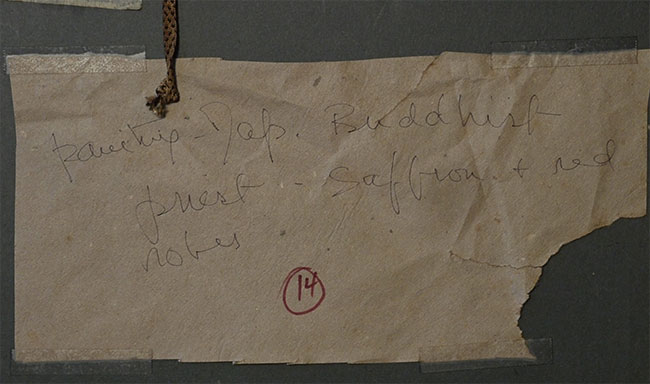 Painting - Jap. Buddhist
priest - saffron + red
robes
14